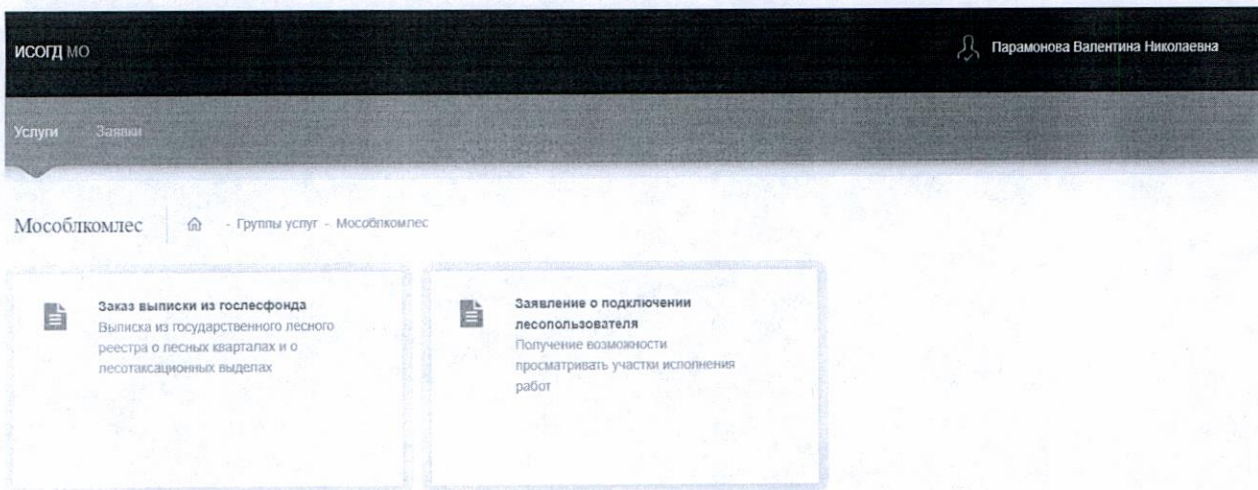 ИСОГД МО
Парамонова Валентина Николаевна
Услуги Заявки
Мособлкомлес - Группы услуг - Мособлкомлес
Заказ выписки из гослесфонда
Выписка из государственного лесного
реестра о лесных кварталах и о
лесотаксационных выделах
Заявление о подключении
лесопользователя
Получение возможности
просматривать участки исполнения
работ